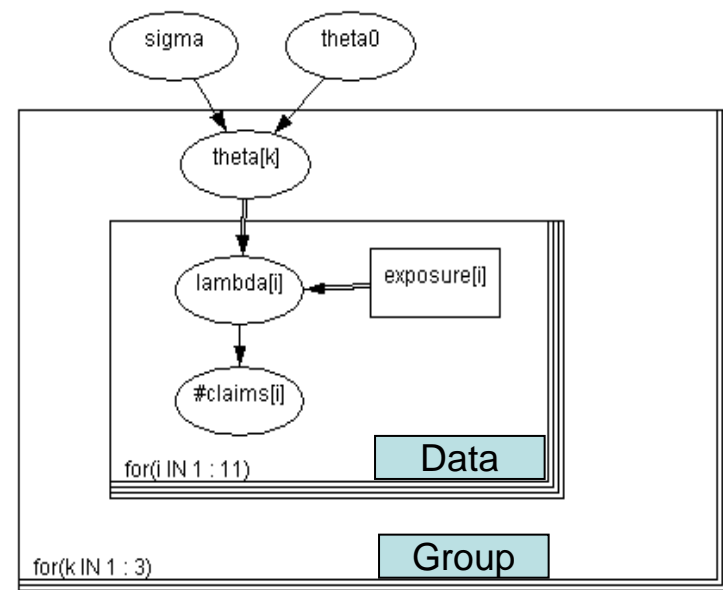 sigma
theta0
theta[k]
lambda[i]
exposure[i]
#claims[i]
for(i IN 1 : 11)
Data
for(k IN 1 : 3)
Group